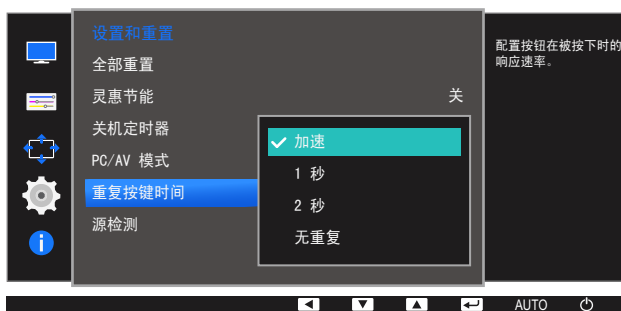 设置和重置
全部重置
灵惠节能 关
关机定时器
PC/AV 模式
重复按键时间
源检测
加速
1 秒
2 秒
无重复
配置按钮在被按下时的
响应速率。
AUTO